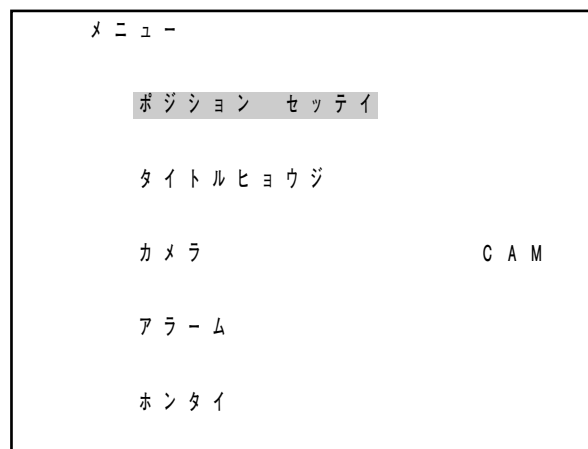 メニュー
ポジション セッテイ
タイトルヒョウジ
カメラ CAM
アラーム
ホンタイ